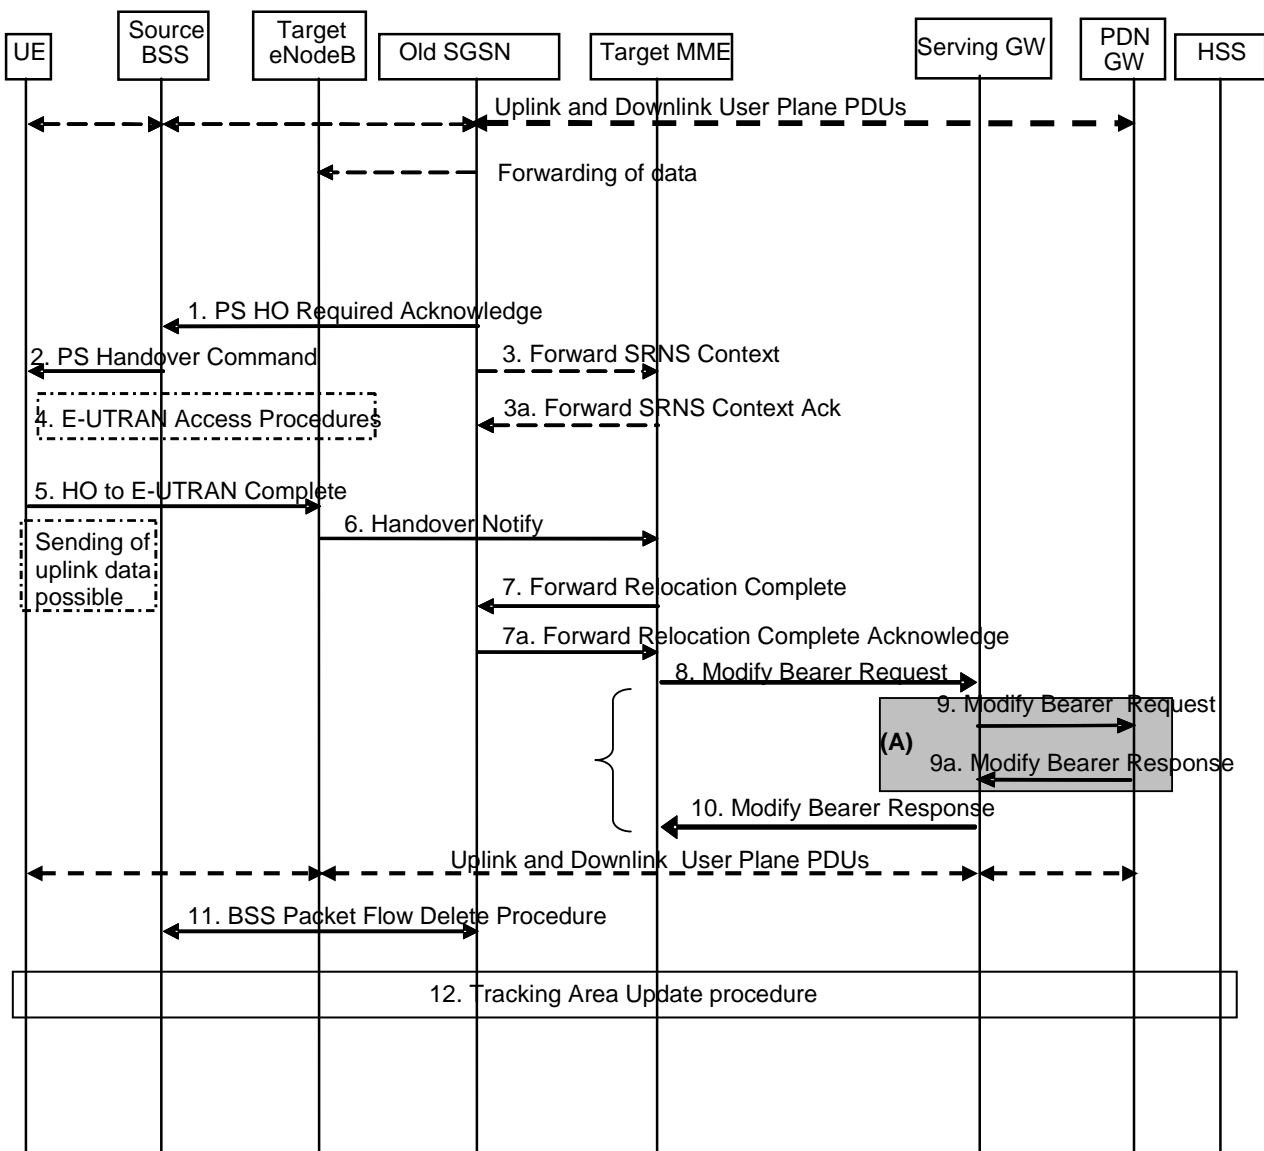 UE
Source
BSS
Target
eNodeB
Old SGSN
Target MME
Serving GW
PDN
GW
HSS
Uplink and Downlink User Plane PDUs
Forwarding of data
1. PS HO Required Acknowledge
2. PS Handover Command
3. Forward SRNS Context
4. E-UTRAN Access Procedures
3a. Forward SRNS Context Ack
5. HO to E-UTRAN Complete
6. Handover Notify
Sending of
uplink data
possible
7. Forward Relocation Complete
7a. Forward Relocation Complete Acknowledge
8. Modify Bearer Request
9. Modify Bearer Request
(A)
9a. Modify Bearer Response
10. Modify Bearer Response
Uplink and Downlink User Plane PDUs
11. BSS Packet Flow Delete Procedure
12. Tracking Area Update procedure